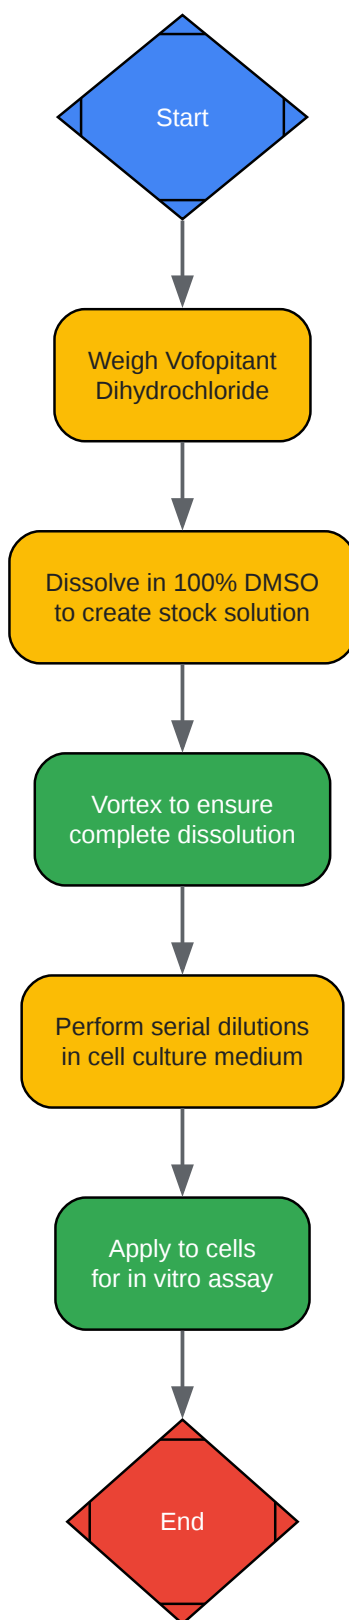 Start
Weigh Vofopitant
Dihydrochloride
Dissolve in 100% DMSO
to create stock solution
Vortex to ensure
complete dissolution
Perform serial dilutions
in cell culture medium
Apply to cells
for in vitro assay
End